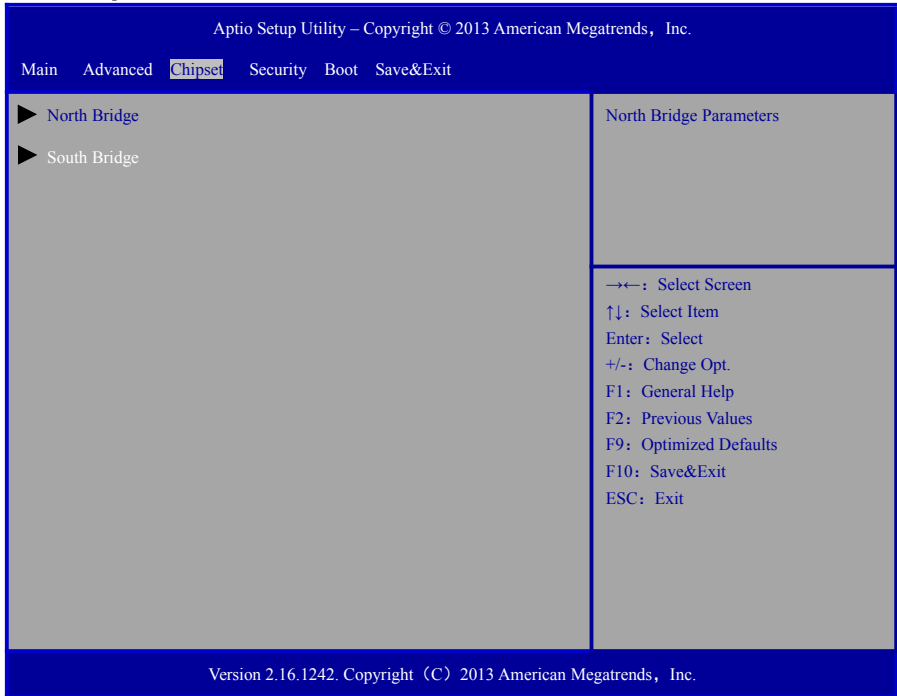 Aptio Setup Utility – Copyright © 2013 American Megatrends，Inc.
Main Advanced Chipset Security Boot Save&Exit
▶ North Bridge
▶ South Bridge
North Bridge Parameters
→←：Select Screen
↑↓：Select Item
Enter：Select
+/-：Change Opt.
F1：General Help
F2：Previous Values
F9：Optimized Defaults
F10：Save&Exit
ESC：Exit
Version 2.16.1242. Copyright（C）2013 American Megatrends，Inc.